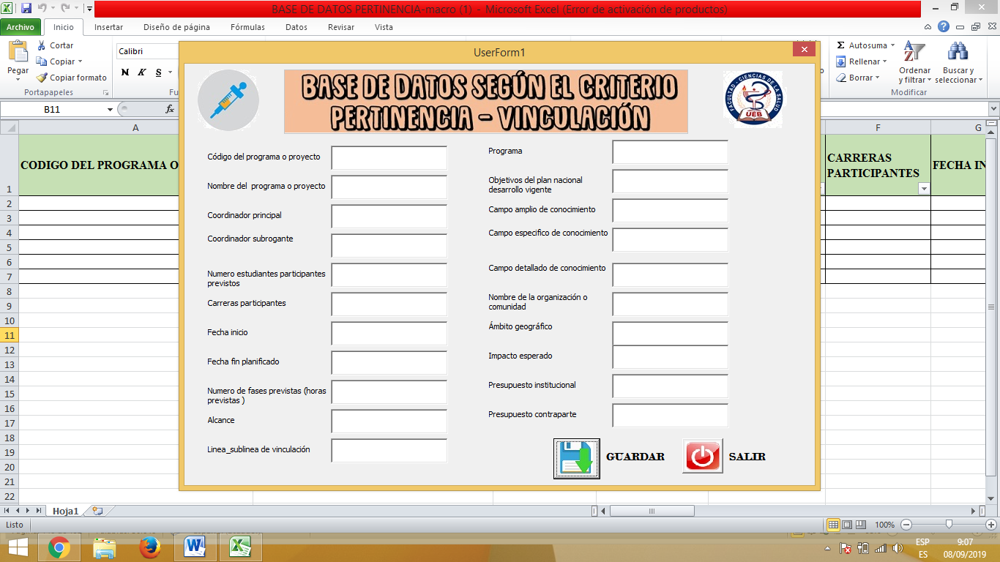 BASE DE DATOS PERTINENCIA-macro (1) - Microsoft Excel (Error de activación de productos)
Archivo Inicio Insertar Diseño de página Fórmulas Datos Revisar Vista
Pegar
Cortar
Copiar
Copiar formato
Portapapeles
Calibri
N K S
Fu
Autosuma
Rellenar
Borrar
Ordenar y filtrar
Buscar y seleccionar
Modificar
B11
fx
UserForm1
BASE DE DATOS SEGÚN EL CRITERIO
PERTINENCIA - VINCULACIÓN
FACULTAD - CIENCIAS DE LA SALUD
UEB
A F G
CODIGO DEL PROGRAMA O
CARRERAS
PARTICIPANTES
FECHA IN
1
2
3
4
5
6
7
8
9
10
11
12
13
14
15
16
17
18
19
20
21
22
Código del programa o proyecto
Nombre del programa o proyecto
Coordinador principal
Coordinador subrogante
Numero estudiantes participantes
previstos
Carreras participantes
Fecha inicio
Fecha fin planificado
Numero de fases previstas (horas
previstas )
Alcance
Linea_sublinea de vinculación
Programa
Objetivos del plan nacional
desarrollo vigente
Campo amplio de conocimiento
Campo especifico de conocimiento
Campo detallado de conocimiento
Nombre de la organización o
comunidad
Ámbito geográfico
Impacto esperado
Presupuesto institucional
Presupuesto contraparte
GUARDAR SALIR
Hoja1
Listo
100%
ESP
ES
9:07
08/09/2019